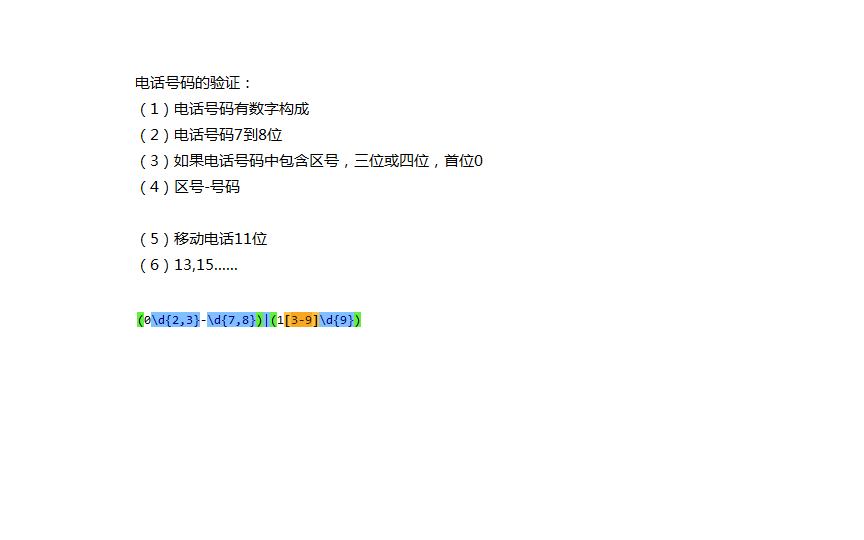 电话号码的验证：
（1）电话号码有数字构成
（2）电话号码7到8位
（3）如果电话号码中包含区号，三位或四位，首位0
（4）区号-号码
（5）移动电话11位
（6）13,15......
(0\d{2,3}-\d{7,8})|(1[3-9]\d{9})